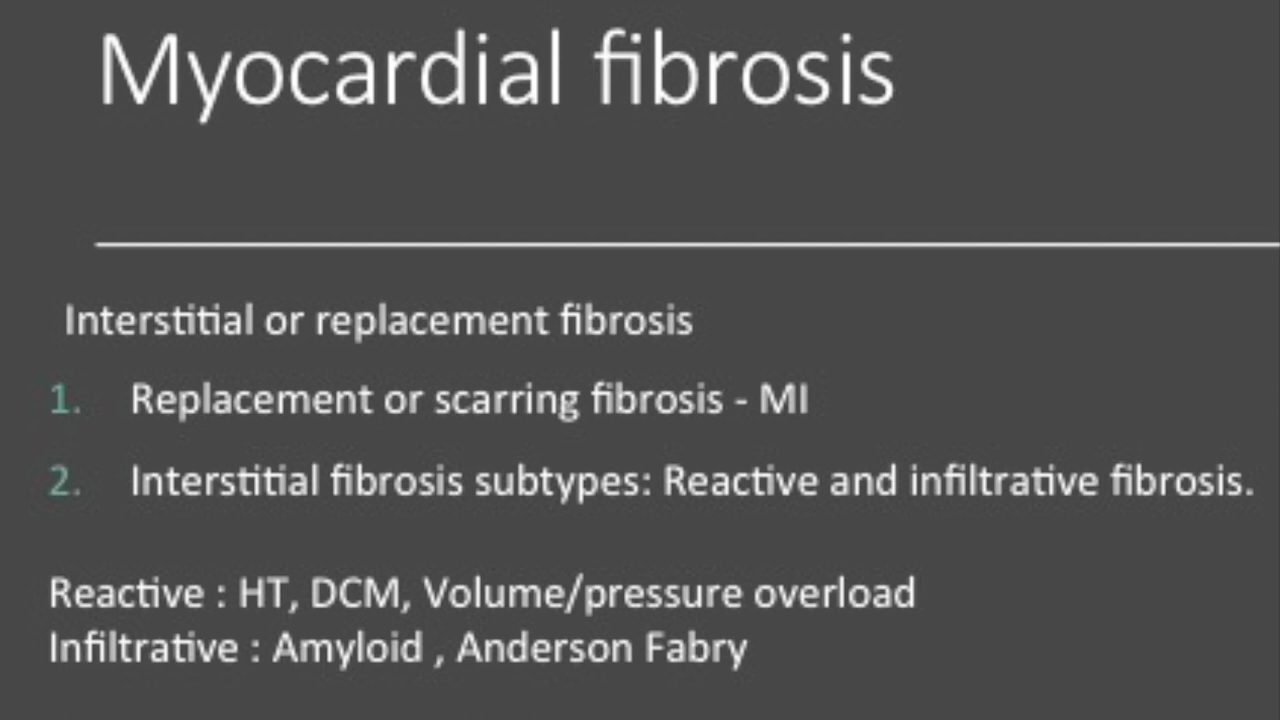 Myocardial fibrosis
Interstitial or replacement fibrosis
1. Replacement or scarring fibrosis - MI
2. Interstitial fibrosis subtypes: Reactive and infiltrative fibrosis.
Reactive : HT, DCM, Volume/pressure overload
Infiltrative : Amyloid , Anderson Fabry